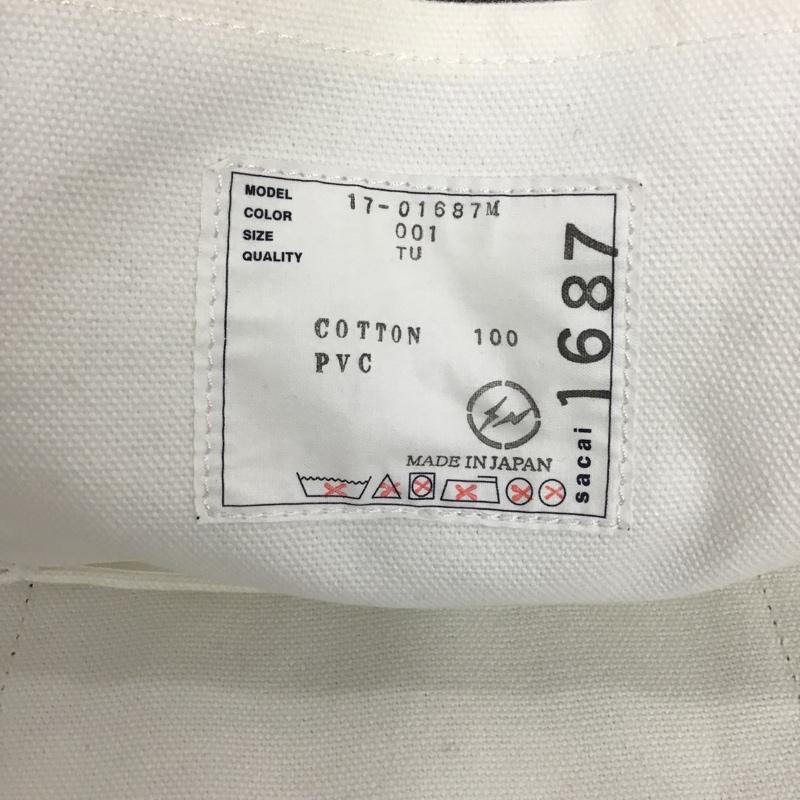 MODEL 17-01687M
COLOR 001
SIZE TU
QUALITY
COTTON 100
PVC
MADE IN JAPAN
sacai
1687